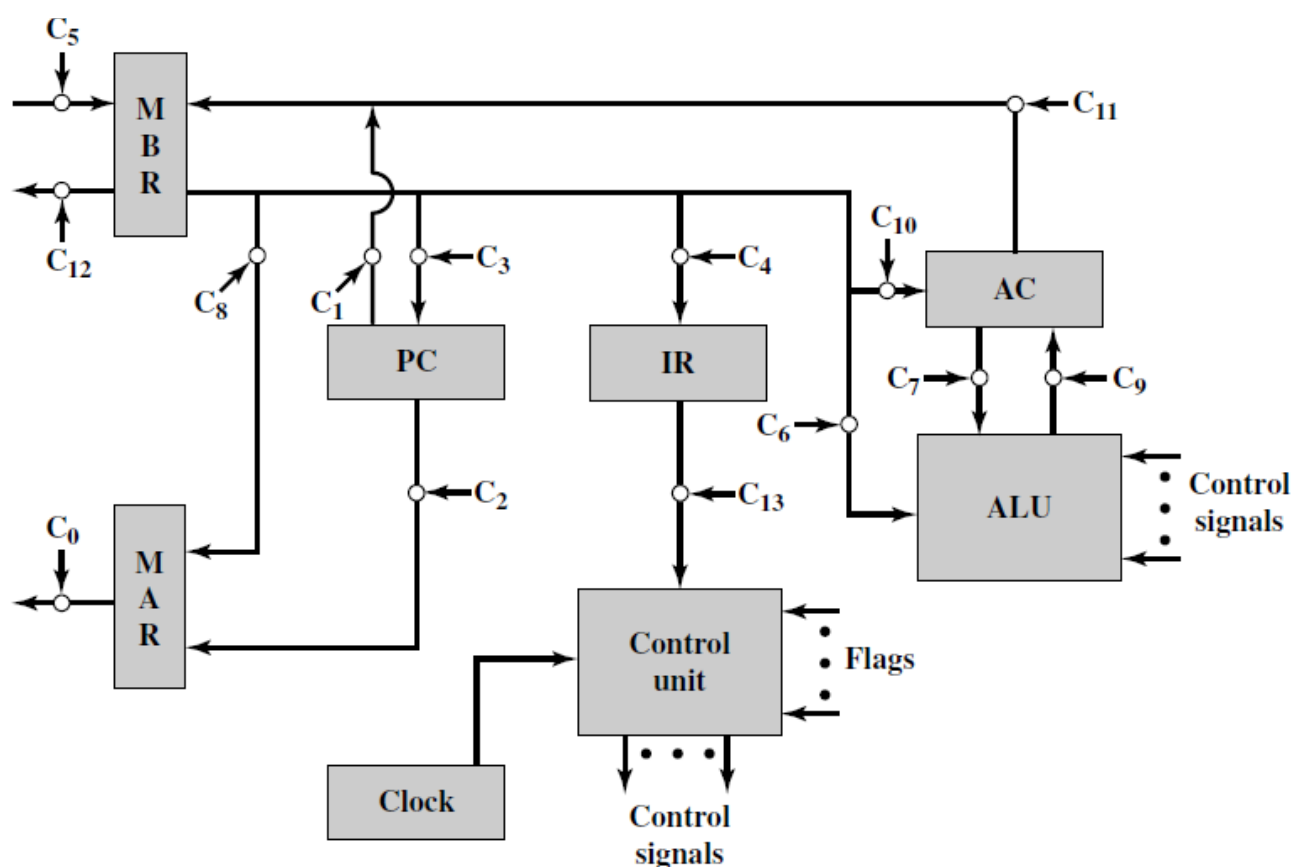 C5
M
B
R
C11
C12
C8
C1
C3
C4
C10
AC
PC
IR
C7
C9
C6
C2
C13
ALU
Control
signals
C0
M
A
R
Control
unit
Flags
Clock
Control
signals